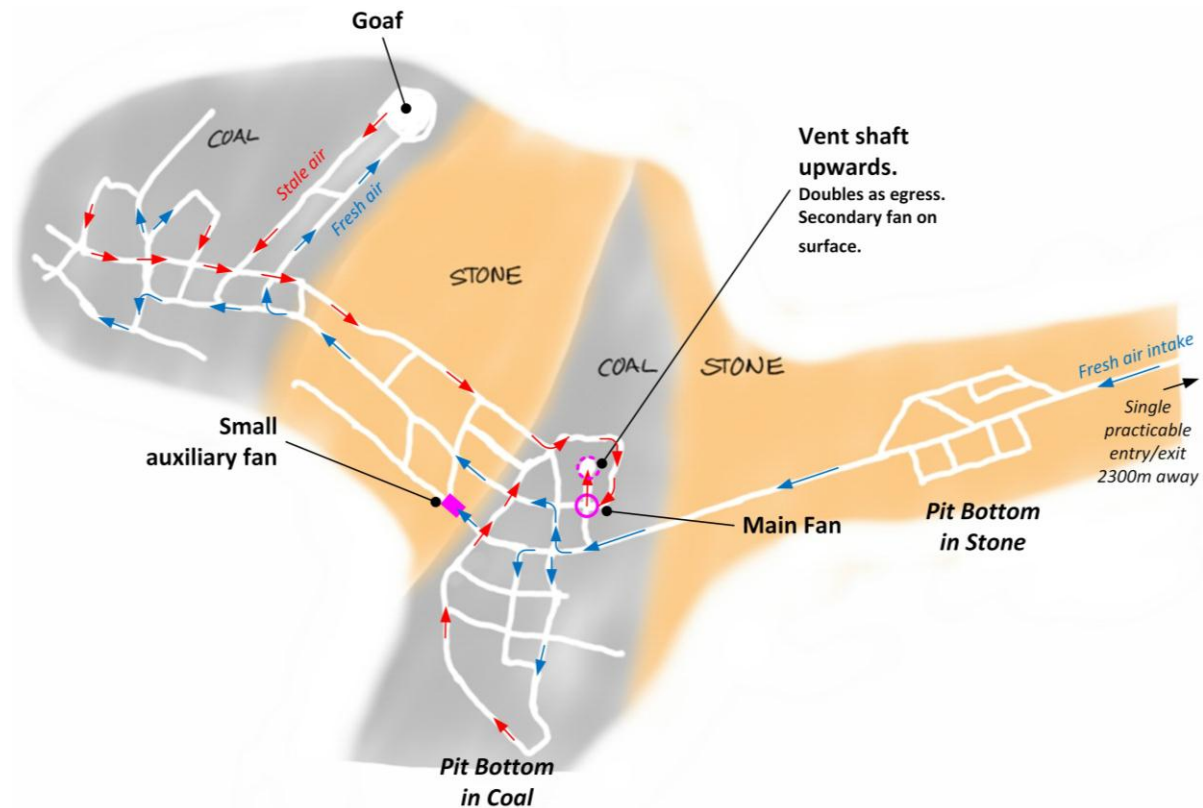 Goaf
COAL
Stale air
Fresh air
Vent shaft
upwards.
Doubles as egress.
Secondary fan on
surface.
STONE
COAL
STONE
Fresh air intake
Single
practicable
entry/exit
2300m away
Small
auxiliary fan
Main Fan
Pit Bottom
in Stone
Pit Bottom
in Coal